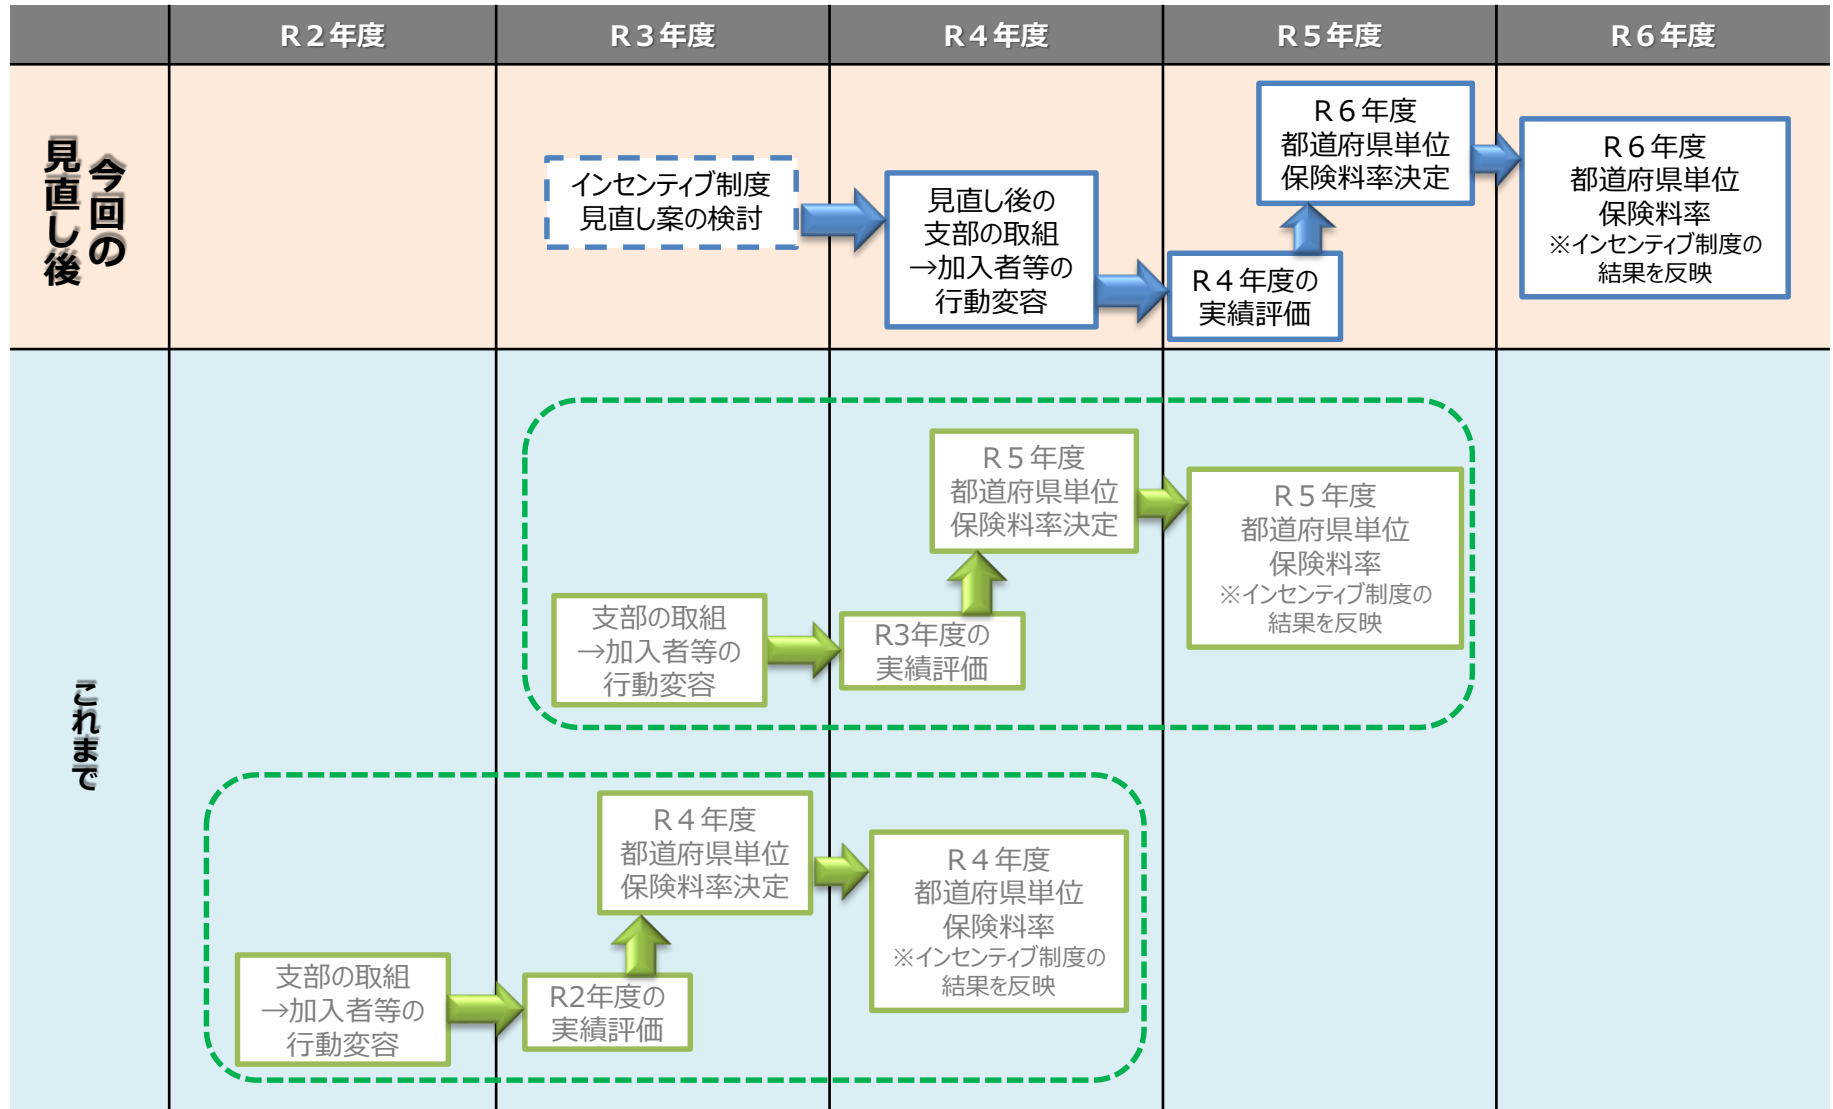 R２年度
R３年度
R４年度
R５年度
R６年度
今回の
見直し後
インセンティブ制度
見直し案の検討
見直し後の
支部の取組
→加入者等の
行動変容
R４年度の
実績評価
R６年度
都道府県単位
保険料率決定
R６年度
都道府県単位
保険料率
※インセンティブ制度の
結果を反映
これまで
支部の取組
→加入者等の
行動変容
R3年度の
実績評価
R５年度
都道府県単位
保険料率決定
R５年度
都道府県単位
保険料率
※インセンティブ制度の
結果を反映
支部の取組
→加入者等の
行動変容
R2年度の
実績評価
R４年度
都道府県単位
保険料率決定
R４年度
都道府県単位
保険料率
※インセンティブ制度の
結果を反映